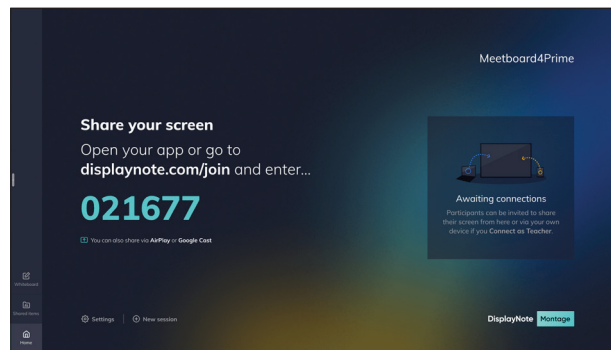 Meetboard4Prime
Share your screen
Open your app or go to
displaynote.com/join and enter...
021677
You can also share via AirPlay or Google Cast
Awaiting connections
Participants can be invited to share
their screen from here or via your own
device if you Connect as Teacher.
Whiteboard
Shared items
Home
Settings
New session
DisplayNote Montage